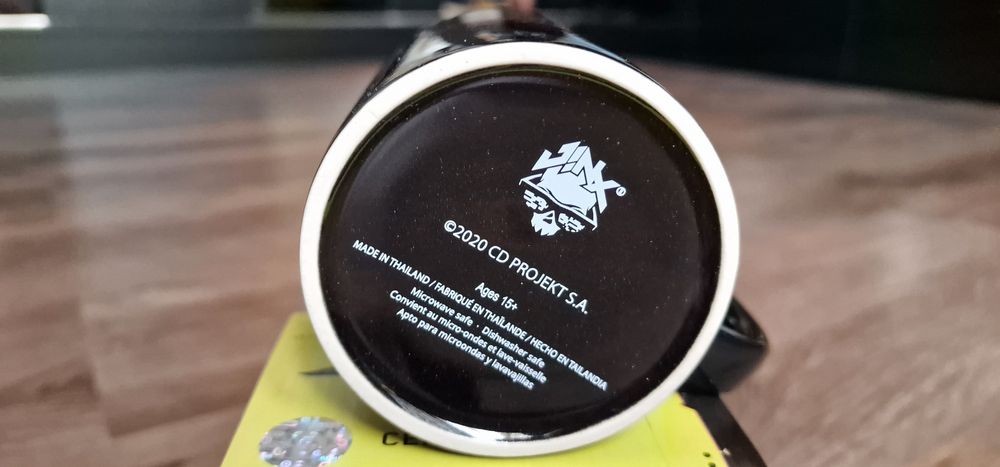 JINX
©2020 CD PROJEKT S.A.
Ages 15+
MADE IN THAILAND / FABRIQUÉ EN THAÏLANDE / HECHO EN TAILANDIA
Microwave safe · Dishwasher safe
Convient au micro-ondes et lave-vaisselle
Apto para microondas y lavavajillas